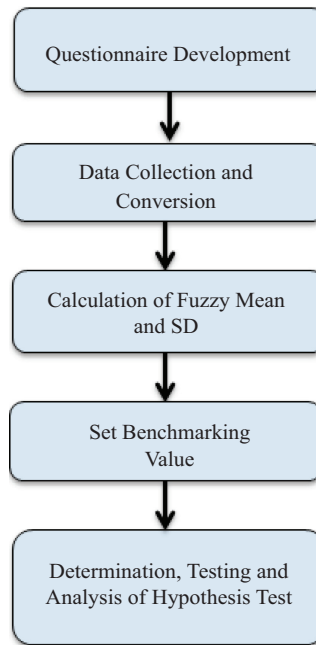 Questionnaire Development
Data Collection and
Conversion
Calculation of Fuzzy Mean
and SD
Set Benchmarking
Value
Determination, Testing and
Analysis of Hypothesis Test